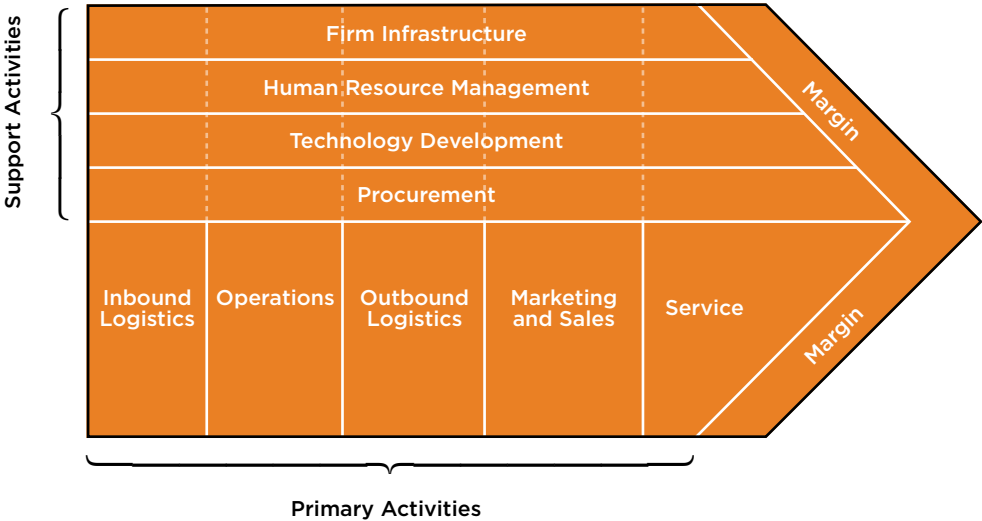 Support Activities
Firm Infrastructure
Human Resource Management
Technology Development
Procurement
Margin
Inbound
Logistics
Operations
Outbound
Logistics
Marketing
and Sales
Service
Margin
Primary Activities